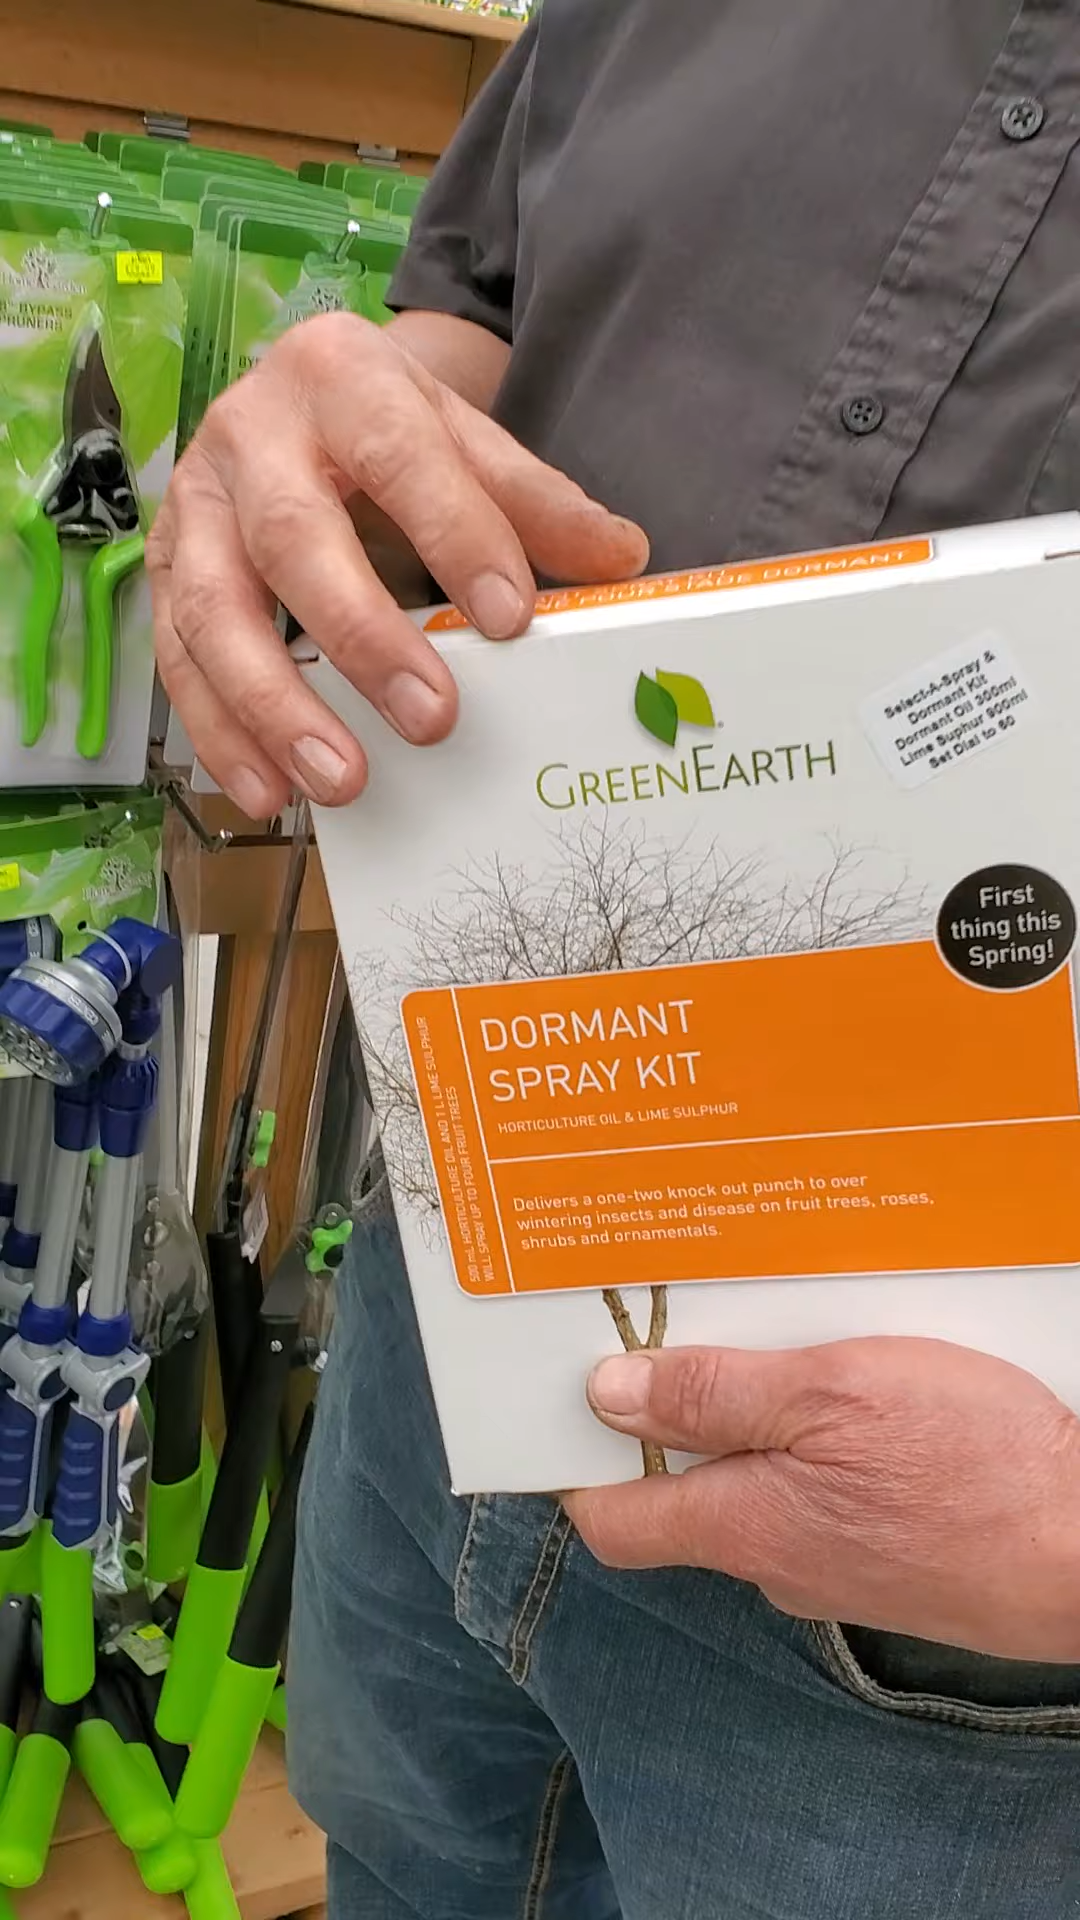 BYPASS
PRUNERS
Select-A-Spray &
Dormant Kit
Dormant Oil 300ml
Lime Suphur 900ml
Set Dial to 60
GREENEARTH
First
thing this
Spring!
DORMANT
SPRAY KIT
HORTICULTURE OIL & LIME SULPHUR
Delivers a one-two knock out punch to over
wintering insects and disease on fruit trees, roses,
shrubs and ornamentals.
500 mL HORTICULTURE OIL AND 1 L LIME SULPHUR
WILL SPRAY UP TO FOUR FRUIT TREES